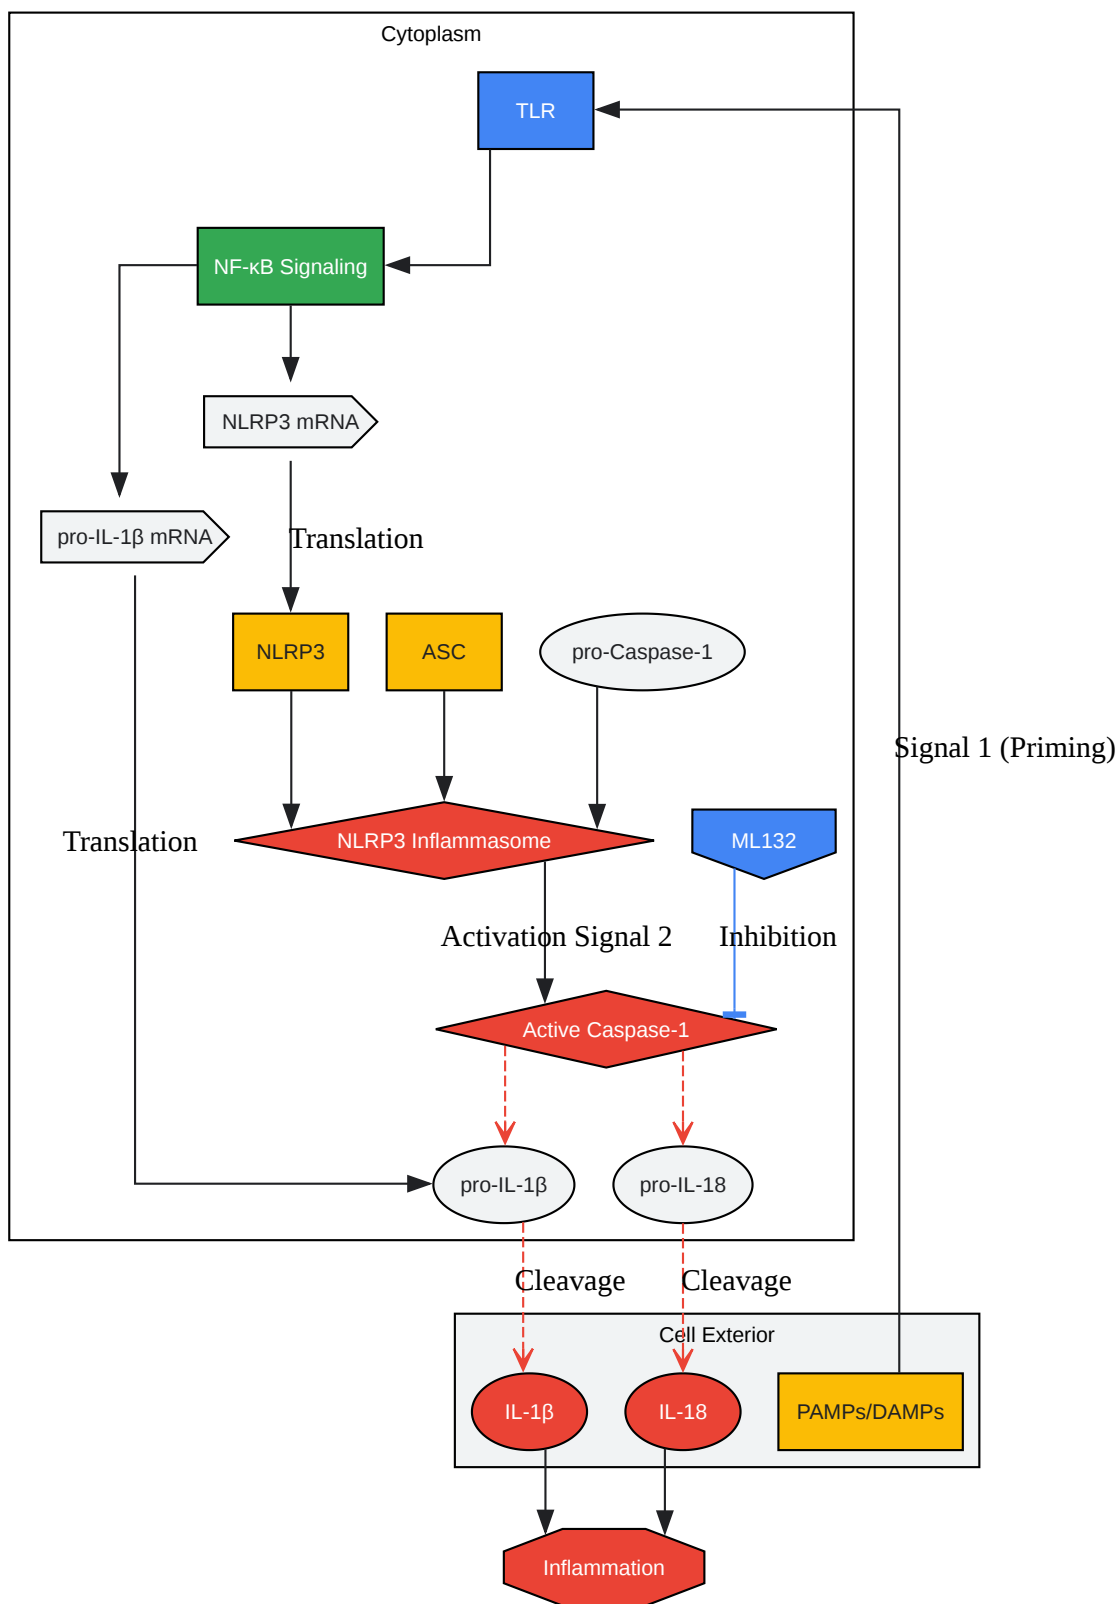 Cytoplasm
TLR
NF-κB Signaling
NLRP3 mRNA
pro-IL-1β mRNA
Translation
NLRP3
ASC
pro-Caspase-1
Signal 1 (Priming)
Translation
NLRP3 Inflammasome
ML132
Activation Signal 2
Inhibition
Active Caspase-1
pro-IL-1β
pro-IL-18
Cleavage
Cleavage
Cell Exterior
IL-1β
IL-18
PAMPs/DAMPs
Inflammation